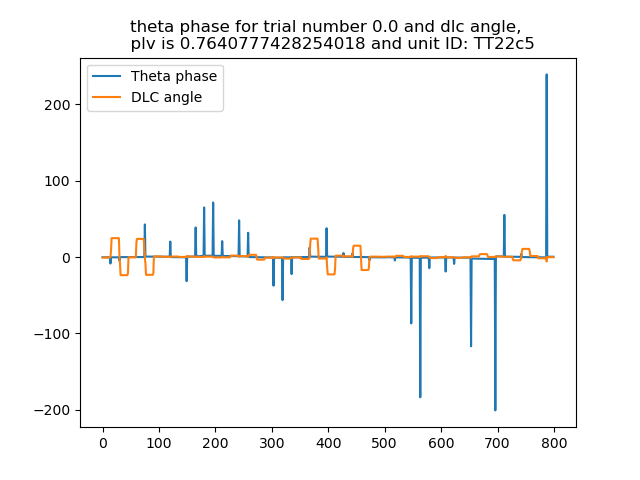 theta phase for trial number 0.0 and dlc angle,
plv is 0.7640777428254018 and unit ID: TT22c5
Theta phase
DLC angle
200
100
0
−100
−200
0 100 200 300 400 500 600 700 800